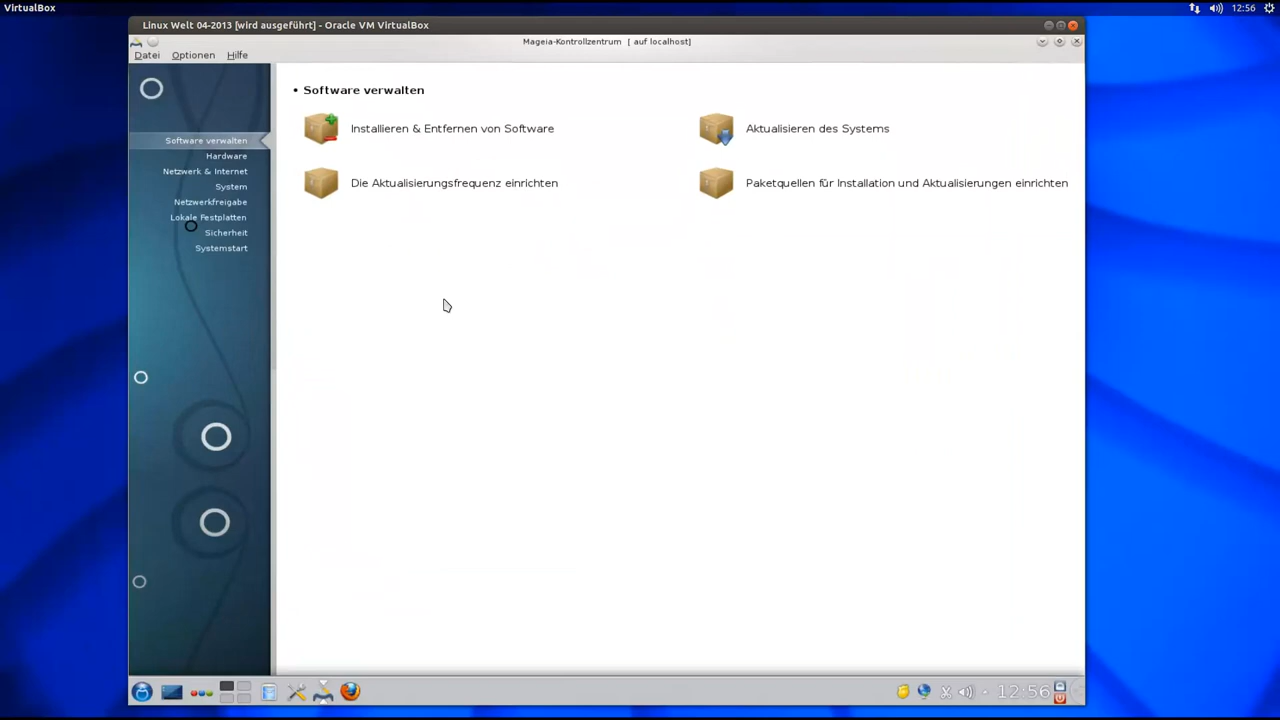 VirtualBox
12:56
Linux Welt 04-2013 [wird ausgeführt] - Oracle VM VirtualBox
Mageia-Kontrollzentrum [ auf localhost]
Datei Optionen Hilfe
• Software verwalten
Installieren & Entfernen von Software
Aktualisieren des Systems
Die Aktualisierungsfrequenz einrichten
Paketquellen für Installation und Aktualisierungen einrichten
Software verwalten
Hardware
Netzwerk & Internet
System
Netzwerkfreigabe
Lokale Festplatten
Sicherheit
Systemstart
12:56